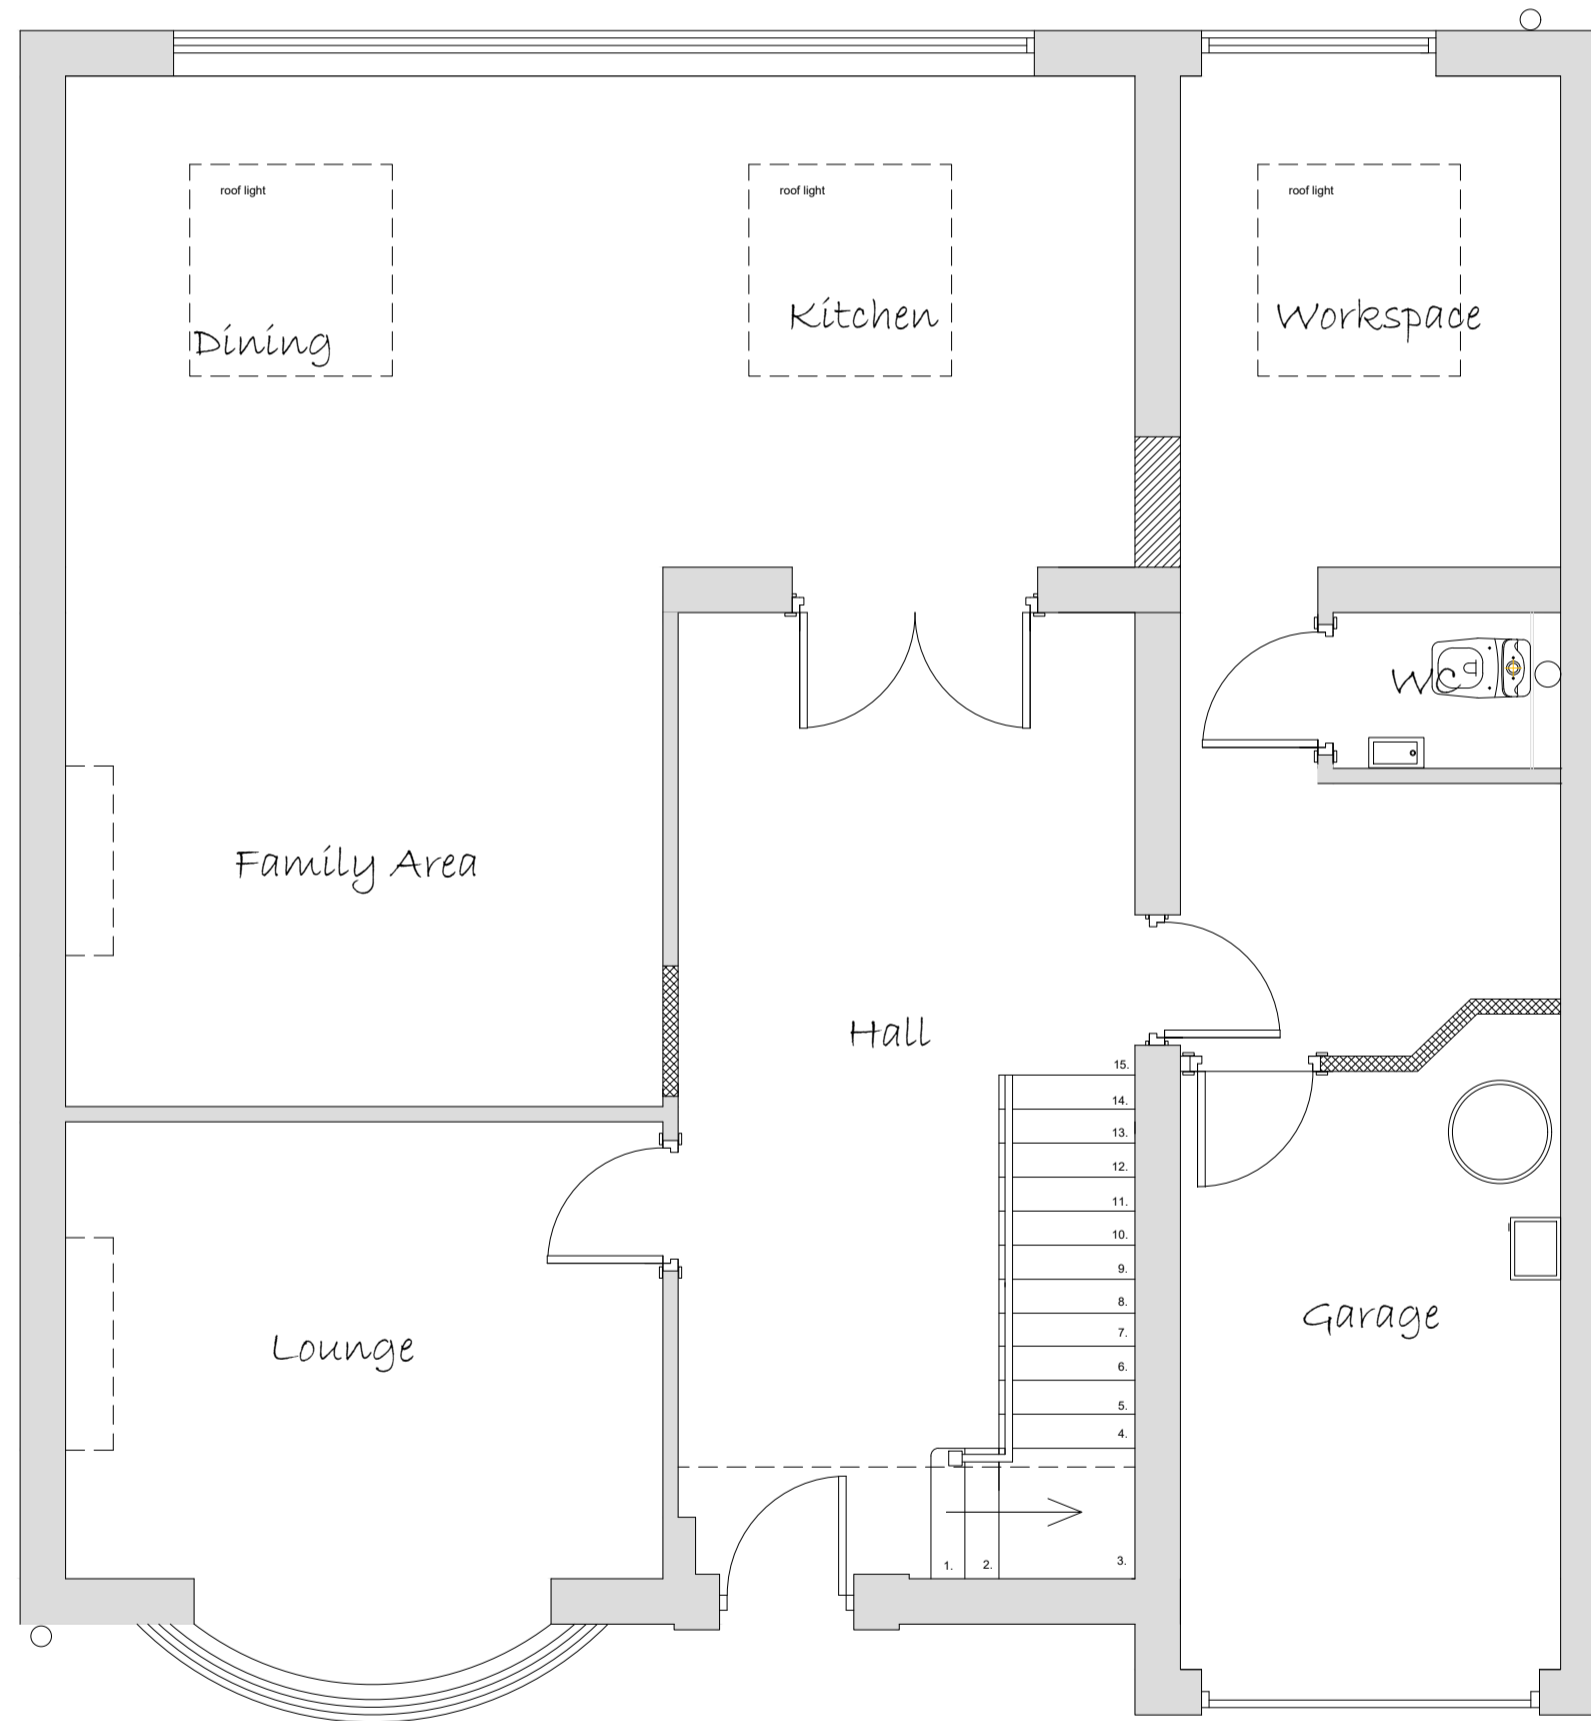 roof light
roof light
roof light
Dining
Kitchen
Workspace
WC
Family Area
Hall
15.
14.
13.
12.
11.
10.
9.
8.
7.
6.
5.
4.
Lounge
Garage
1.
2.
3.